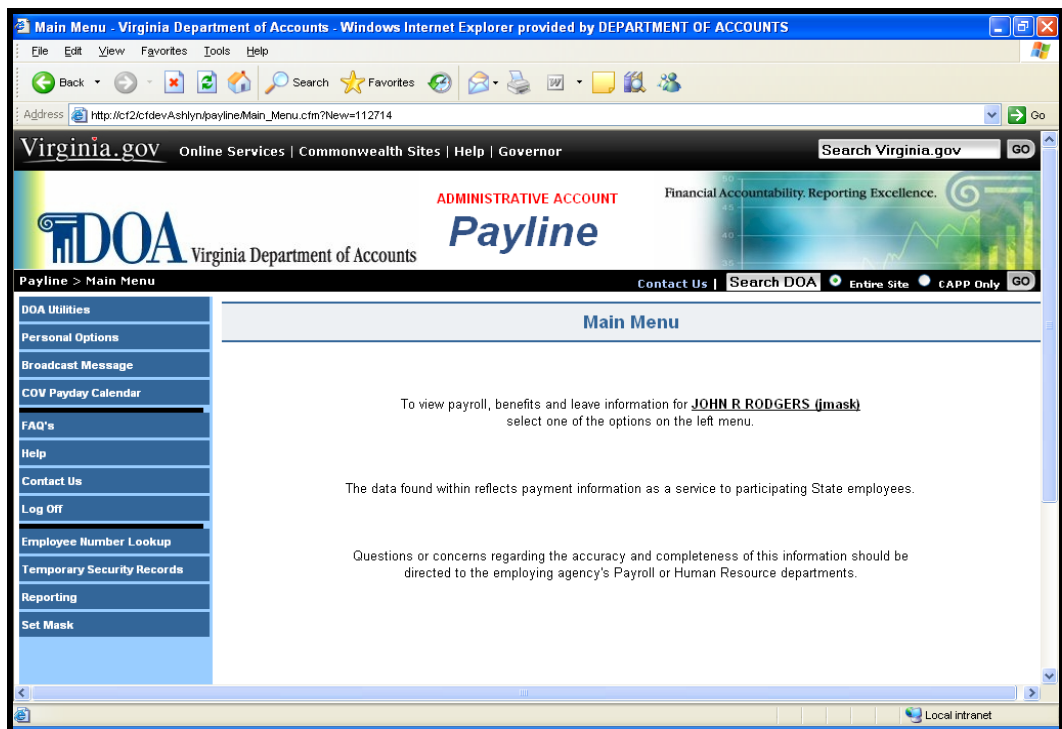 Main Menu - Virginia Department of Accounts - Windows Internet Explorer provided by DEPARTMENT OF ACCOUNTS
File Edit View Favorites Tools Help
Back Search Favorites
Address http://cf2/cfdevAshlyn/payline/Main_Menu.cfm?New=112714 Go
Virginia.gov Online Services | Commonwealth Sites | Help | Governor Search Virginia.gov GO
ADMINISTRATIVE ACCOUNT
Financial Accountability. Reporting Excellence.
DOA Virginia Department of Accounts
Payline
50
45
40
35
Payline > Main Menu
Contact Us | Search DOA Entire Site CAPP Only GO
DOA Utilities
Personal Options
Broadcast Message
COV Payday Calendar
FAQ's
Help
Contact Us
Log Off
Employee Number Lookup
Temporary Security Records
Reporting
Set Mask
Main Menu
To view payroll, benefits and leave information for JOHN R RODGERS (jmask)
select one of the options on the left menu.
The data found within reflects payment information as a service to participating State employees.
Questions or concerns regarding the accuracy and completeness of this information should be
directed to the employing agency's Payroll or Human Resource departments.
Local intranet